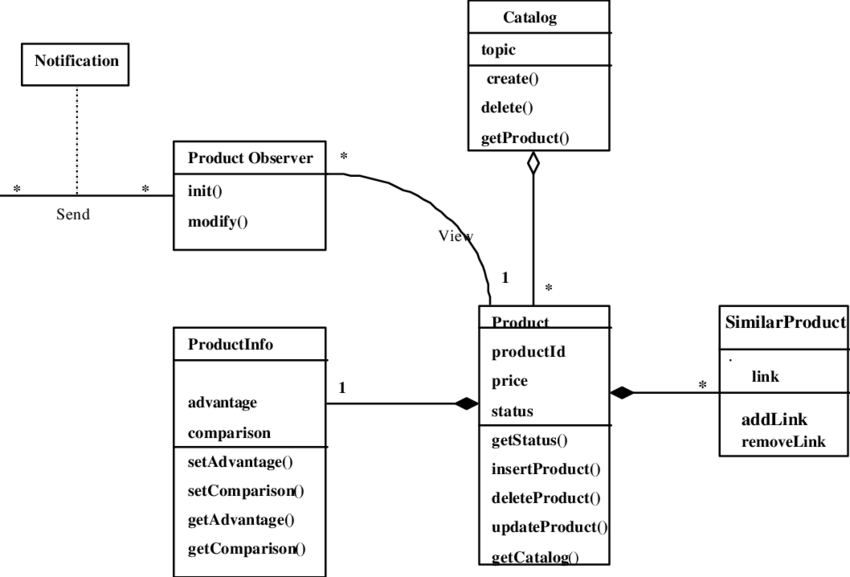 Catalog
topic
create()
delete()
getProduct()
Notification
Product Observer
init()
modify()
*
*
*
Send
View
1
*
Product
productId
price
status
getStatus()
insertProduct()
deleteProduct()
updateProduct()
getCatalog()
ProductInfo
advantage
comparison
setAdvantage()
setComparison()
getAdvantage()
getComparison()
1
*
SimilarProduct
link
addLink
removeLink